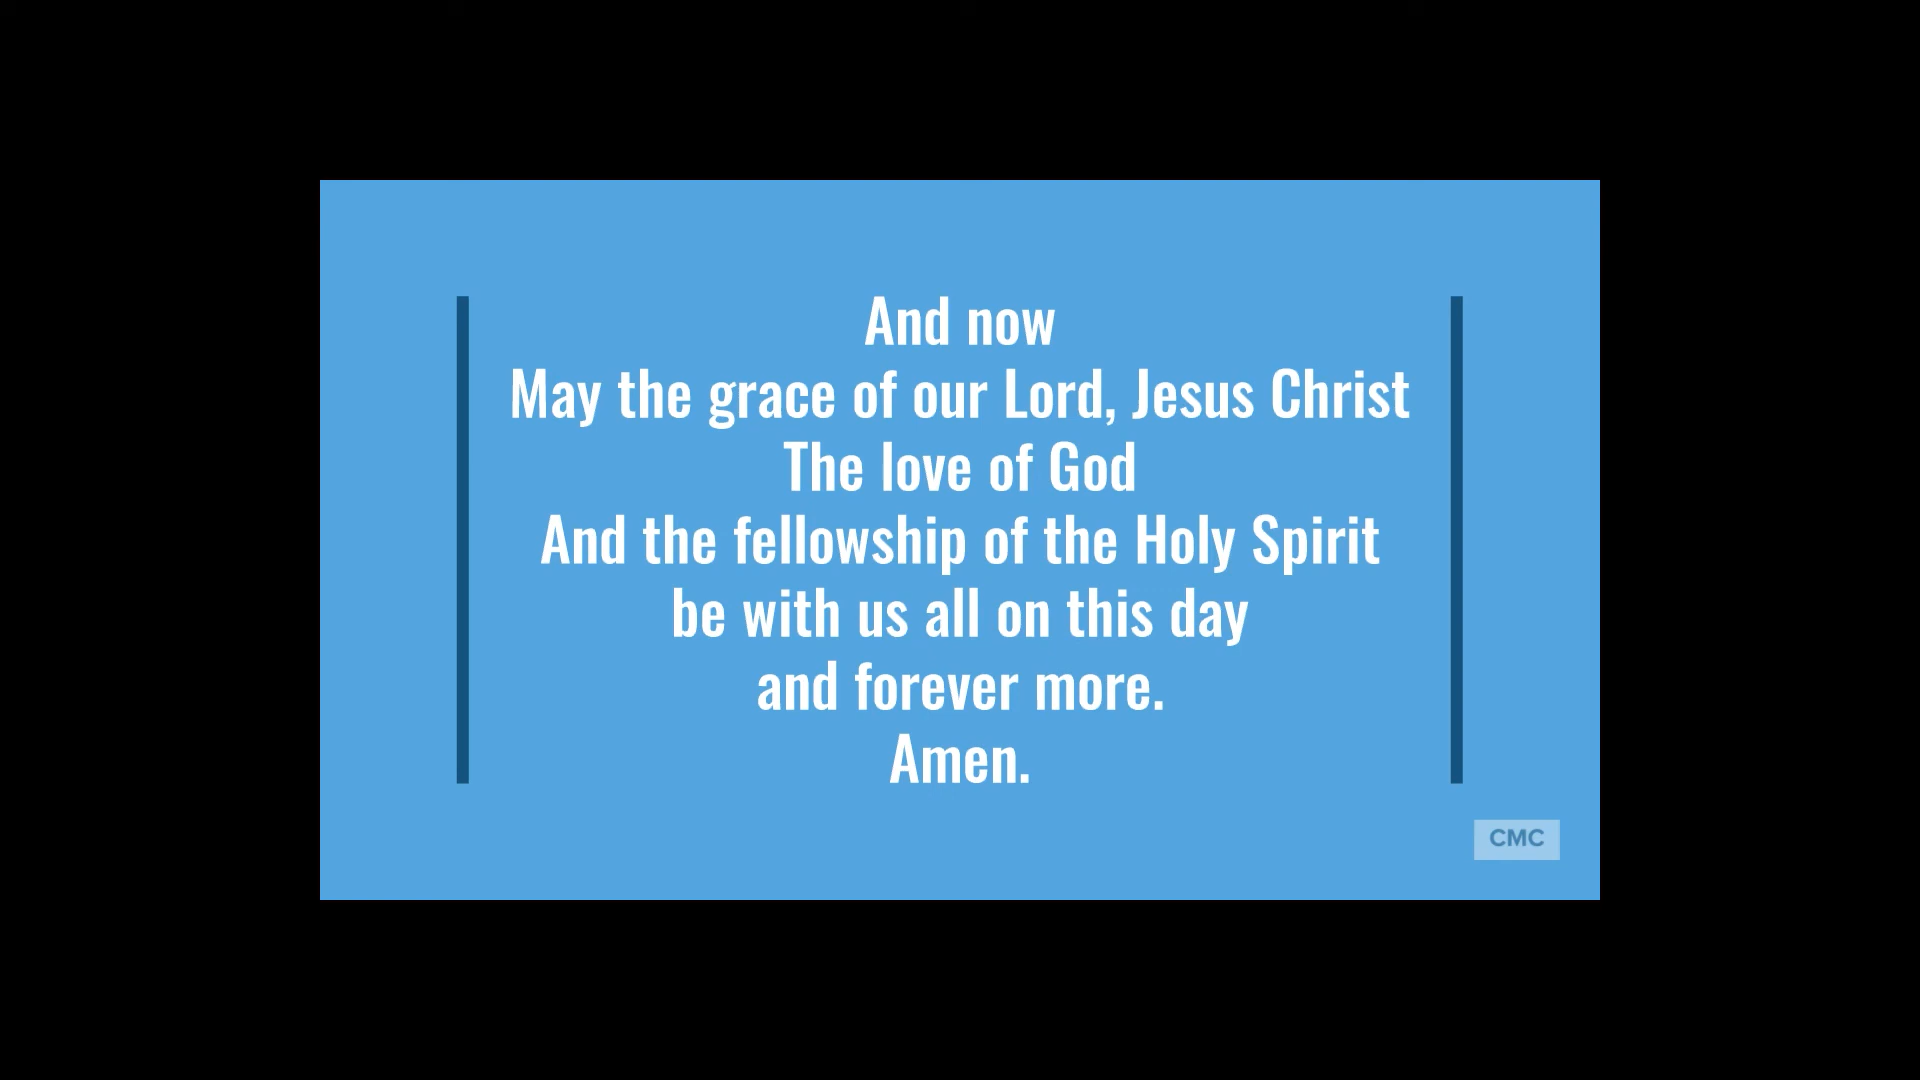 And now
May the grace of our Lord, Jesus Christ
The love of God
And the fellowship of the Holy Spirit
be with us all on this day
and forever more.
Amen.
CMC